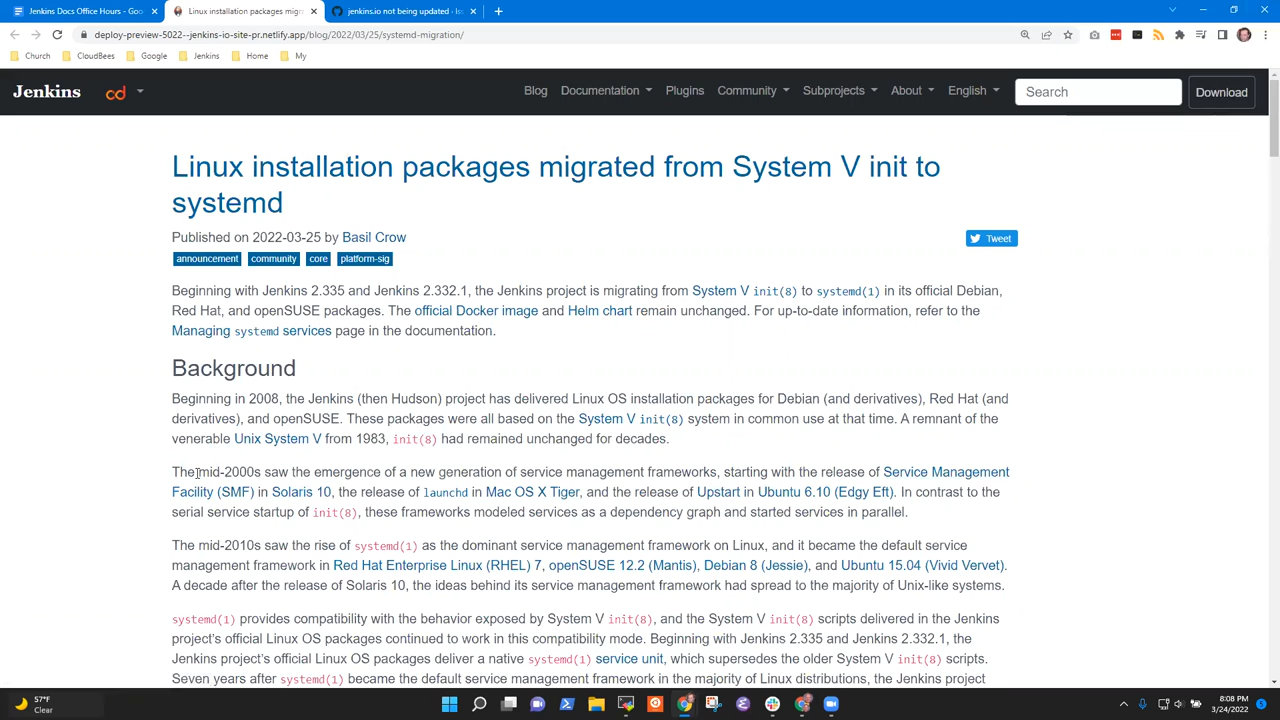 Jenkins Docs Office Hours - Goo
Linux installation packages migr
jenkins.io not being updated · Iss
deploy-preview-5022--jenkins-io-site-pr.netlify.app/blog/2022/03/25/systemd-migration/
Church CloudBees Google Jenkins Home My
Jenkins cd Blog Documentation Plugins Community Subprojects About English Search Download
Linux installation packages migrated from System V init to
systemd
Published on 2022-03-25 by Basil Crow
Tweet
announcement community core platform-sig
Beginning with Jenkins 2.335 and Jenkins 2.332.1, the Jenkins project is migrating from System V init(8) to systemd(1) in its official Debian,
Red Hat, and openSUSE packages. The official Docker image and Helm chart remain unchanged. For up-to-date information, refer to the
Managing systemd services page in the documentation.
Background
Beginning in 2008, the Jenkins (then Hudson) project has delivered Linux OS installation packages for Debian (and derivatives), Red Hat (and
derivatives), and openSUSE. These packages were all based on the System V init(8) system in common use at that time. A remnant of the
venerable Unix System V from 1983, init(8) had remained unchanged for decades.
The mid-2000s saw the emergence of a new generation of service management frameworks, starting with the release of Service Management
Facility (SMF) in Solaris 10, the release of launchd in Mac OS X Tiger, and the release of Upstart in Ubuntu 6.10 (Edgy Eft). In contrast to the
serial service startup of init(8), these frameworks modeled services as a dependency graph and started services in parallel.
The mid-2010s saw the rise of systemd(1) as the dominant service management framework on Linux, and it became the default service
management framework in Red Hat Enterprise Linux (RHEL) 7, openSUSE 12.2 (Mantis), Debian 8 (Jessie), and Ubuntu 15.04 (Vivid Vervet).
A decade after the release of Solaris 10, the ideas behind its service management framework had spread to the majority of Unix-like systems.
systemd(1) provides compatibility with the behavior exposed by System V init(8), and the System V init(8) scripts delivered in the Jenkins
project's official Linux OS packages continued to work in this compatibility mode. Beginning with Jenkins 2.335 and Jenkins 2.332.1, the
Jenkins project's official Linux OS packages deliver a native systemd(1) service unit, which supersedes the older System V init(8) scripts.
Seven years after systemd(1) became the default service management framework in the majority of Linux distributions, the Jenkins project
57°F
Clear
8:08 PM
3/24/2022